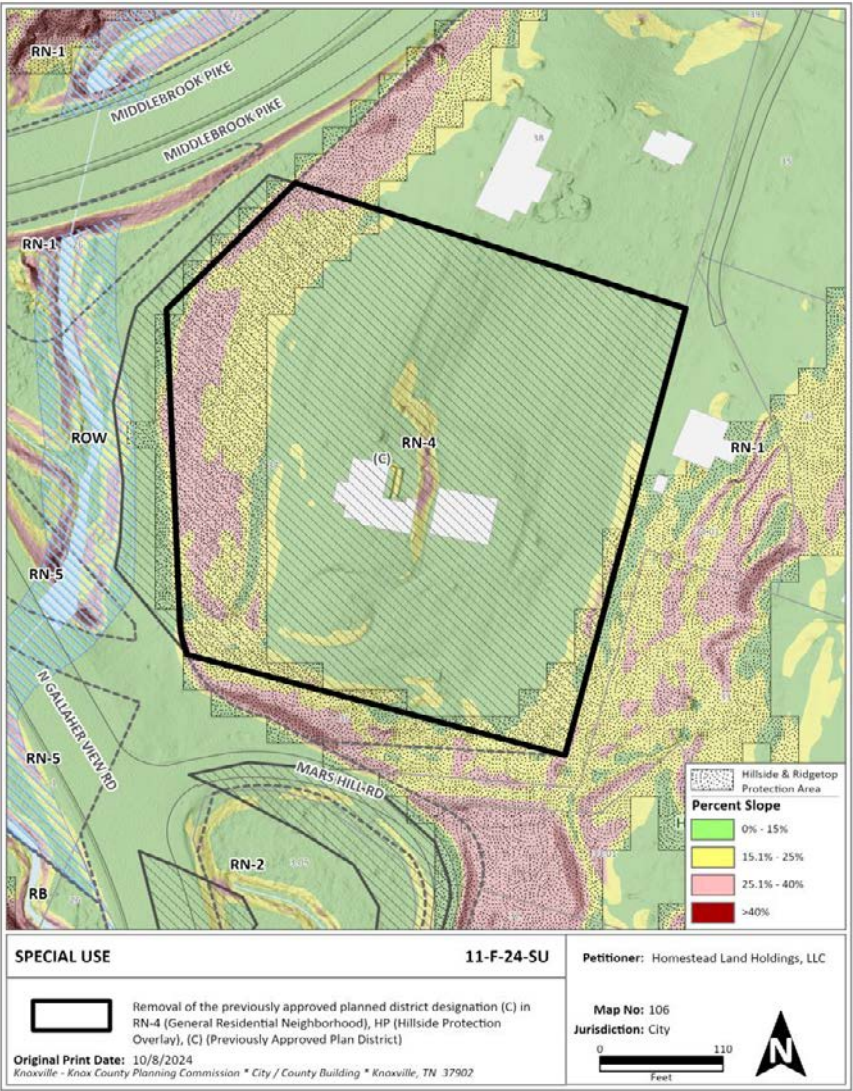 RN-1
MIDDLEBROOK PIKE
MIDDLEBROOK PIKE
38
35
RN-1
ROW
RN-4
(C)
RN-1
RN-5
N GALLAHER VIEW RD
RN-5
MARS HILL RD
RN-2
RB
Hillside & Ridgetop
Protection Area
Percent Slope
0% - 15%
15.1% - 25%
25.1% - 40%
>40%
SPECIAL USE
11-F-24-SU
Petitioner: Homestead Land Holdings, LLC
Removal of the previously approved planned district designation (C) in
RN-4 (General Residential Neighborhood), HP (Hillside Protection
Overlay), (C) (Previously Approved Plan District)
Map No: 106
Jurisdiction: City
0 110
Feet
N
Original Print Date: 10/8/2024
Knoxville - Knox County Planning Commission * City / County Building * Knoxville, TN 37902